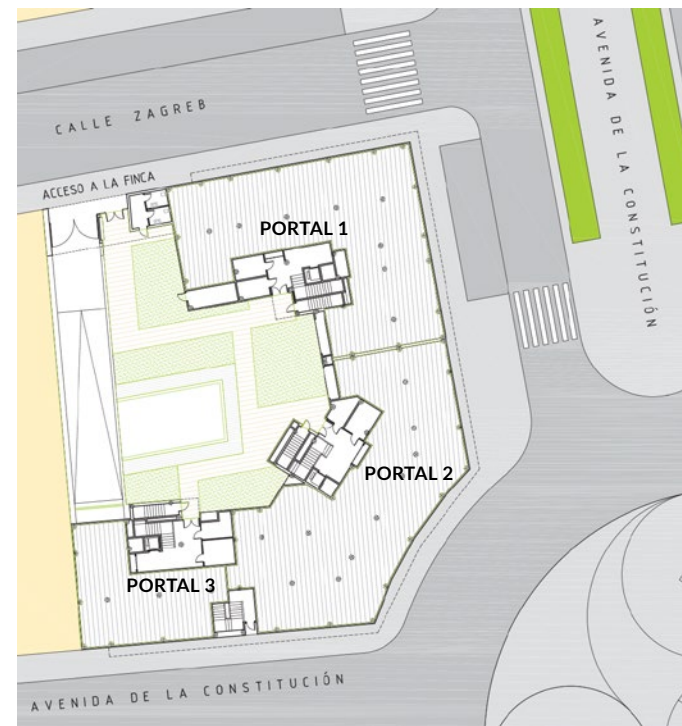 AVENIDA DE LA CONSTITUCIÓN
CALLE ZAGREB
ACCESO A LA FINCA
PORTAL 1
PORTAL 2
PORTAL 3
AVENIDA DE LA CONSTITUCIÓN